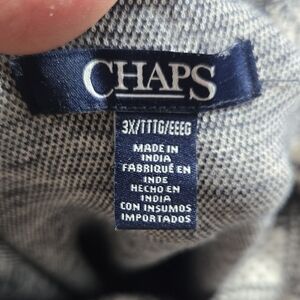 CHAPS
3X/TTTG/EEEG
MADE IN
INDIA
FABRIQUÉ EN
INDE
HECHO EN
INDIA
CON INSUMOS
IMPORTADOS